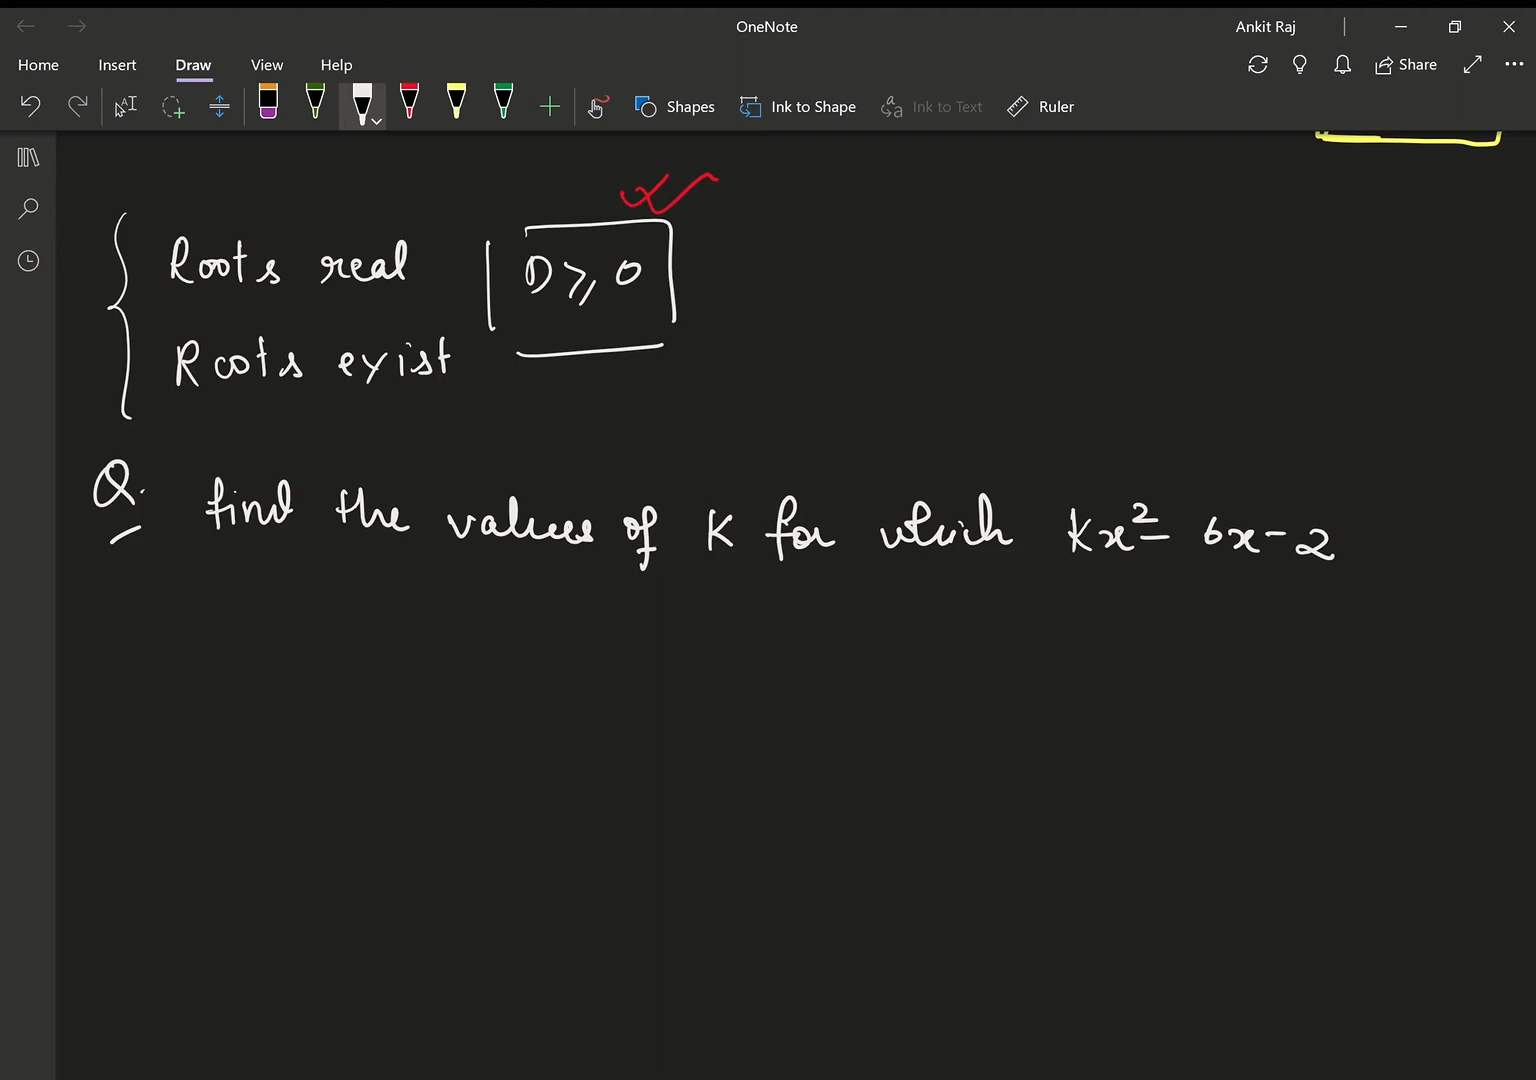 OneNote
Ankit Raj
Home Insert Draw View Help
Share
Shapes Ink to Shape Ink to Text Ruler
Roots real
D ⩾ 0
Roots exist
Q. find the values of K for which kx² - 6x - 2